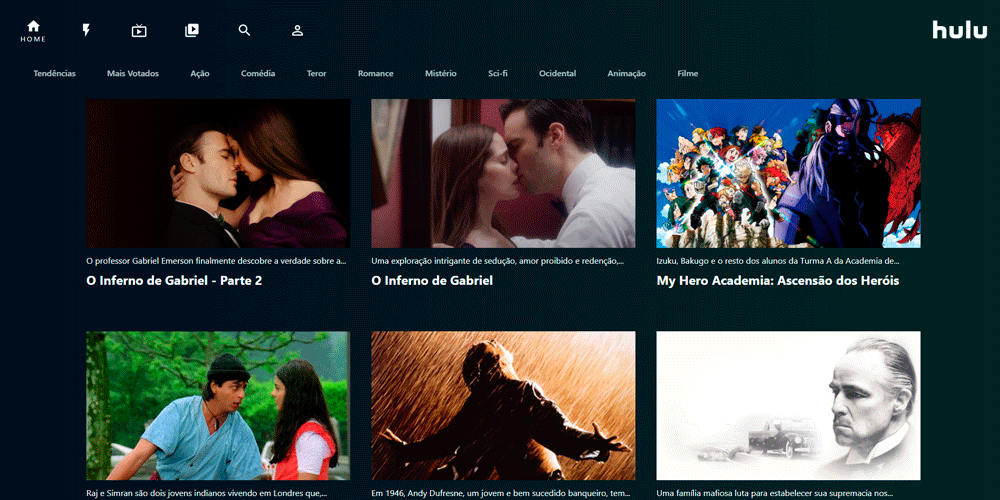 HOME
hulu
Tendências Mais Votados Ação Comédia Teror Romance Mistério Sci-fi Ocidental Animação Filme
O professor Gabriel Emerson finalmente descobre a verdade sobre a...
O Inferno de Gabriel - Parte 2
Uma exploração intrigante de sedução, amor proibido e redenção,...
O Inferno de Gabriel
Izuku, Bakugo e o resto dos alunos da Turma A da Academia de...
My Hero Academia: Ascensão dos Heróis
Raj e Simran são dois jovens indianos vivendo em Londres que,...
Em 1946, Andy Dufresne, um jovem e bem sucedido banqueiro, tem...
Uma família mafiosa luta para estabelecer sua supremacia nos...